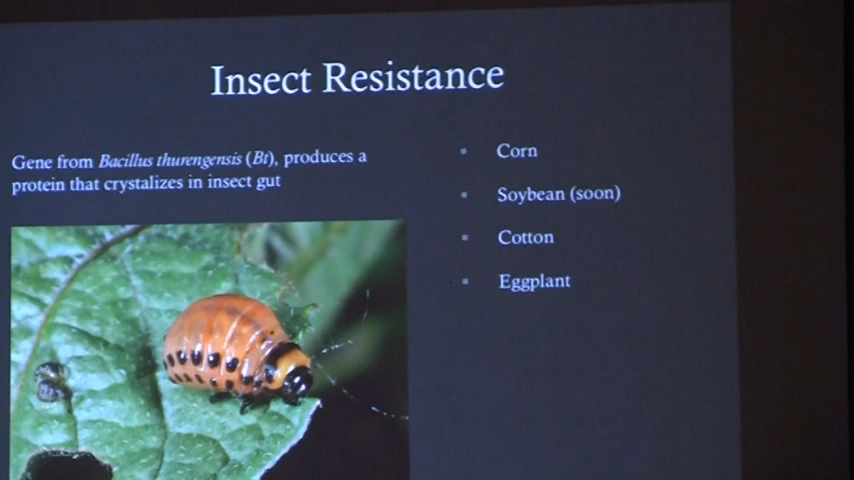 Insect Resistance
Gene from Bacillus thurengensis (Bt), produces a
protein that crystalizes in insect gut
Corn
Soybean (soon)
Cotton
Eggplant